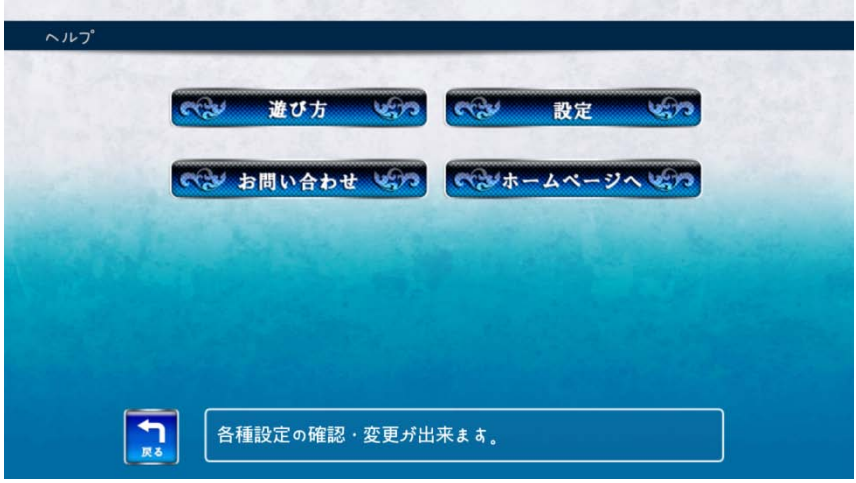 ヘルプ
遊び方
設定
お問い合わせ
ホームページへ
戻る
各種設定の確認・変更が出来ます。